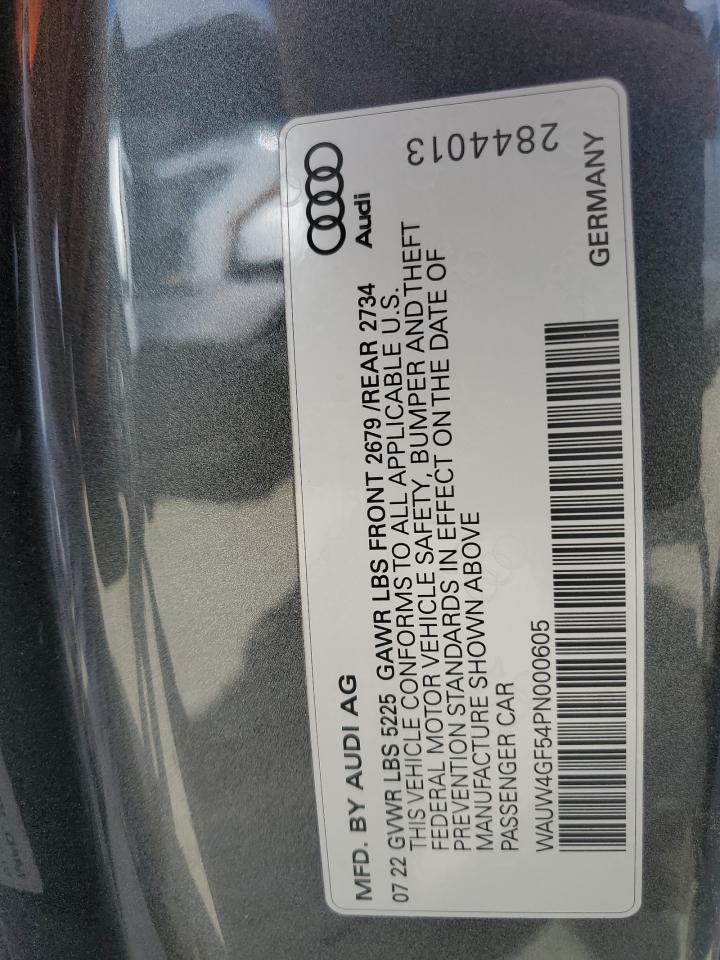 MFD. BY AUDI AG
Audi
07 22 GVWR LBS 5225 GAWR LBS FRONT 2679 /REAR 2734
THIS VEHICLE CONFORMS TO ALL APPLICABLE U.S.
FEDERAL MOTOR VEHICLE SAFETY, BUMPER AND THEFT
PREVENTION STANDARDS IN EFFECT ON THE DATE OF
MANUFACTURE SHOWN ABOVE
PASSENGER CAR
2844013
WAUW4GF54PN000605
GERMANY